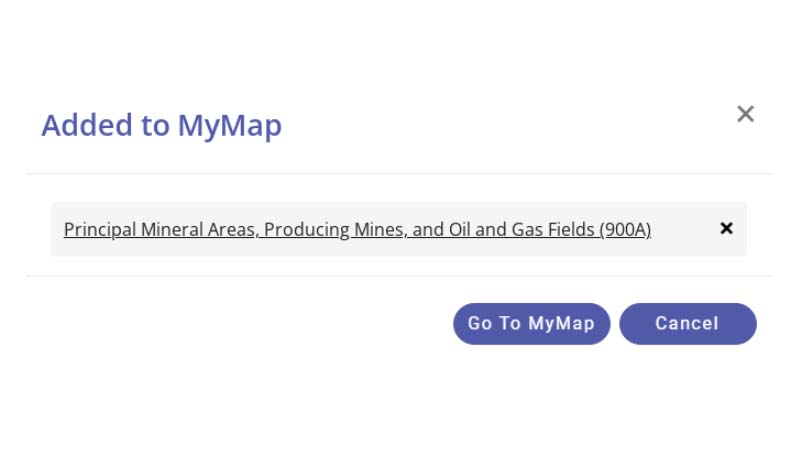 Added to MyMap
Principal Mineral Areas, Producing Mines, and Oil and Gas Fields (900A)
Go To MyMap
Cancel